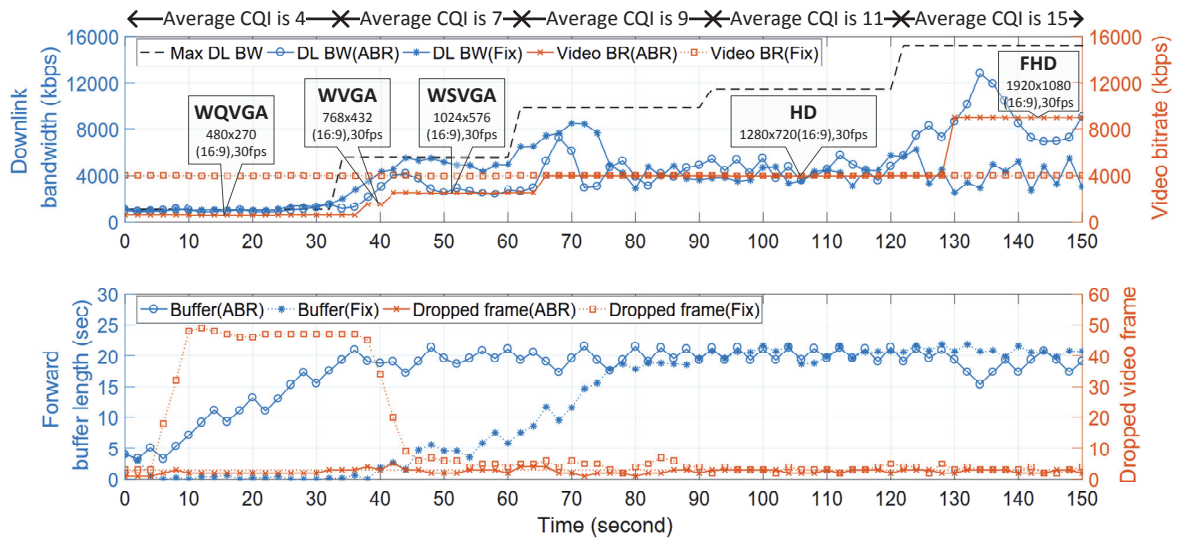 Average CQI is 4 Average CQI is 7 Average CQI is 9 Average CQI is 11 Average CQI is 15
Max DL BW DL BW(ABR) DL BW(Fix) Video BR(ABR) Video BR(Fix)
Downlink
bandwidth (kbps)
16000
12000
8000
4000
0
WQVGA
480x270
(16:9),30fps
WVGA
768x432
(16:9),30fps
WSVGA
1024x576
(16:9),30fps
HD
1280x720(16:9),30fps
FHD
1920x1080
(16:9),30fps
16000
12000
8000
4000
0
Video bitrate (kbps)
0 10 20 30 40 50 60 70 80 90 100 110 120 130 140 150
Buffer(ABR) Buffer(Fix) Dropped frame(ABR) Dropped frame(Fix)
Forward
buffer length (sec)
30
25
20
15
10
5
0
60
50
40
30
20
10
0
Dropped video frame
0 10 20 30 40 50 60 70 80 90 100 110 120 130 140 150
Time (second)